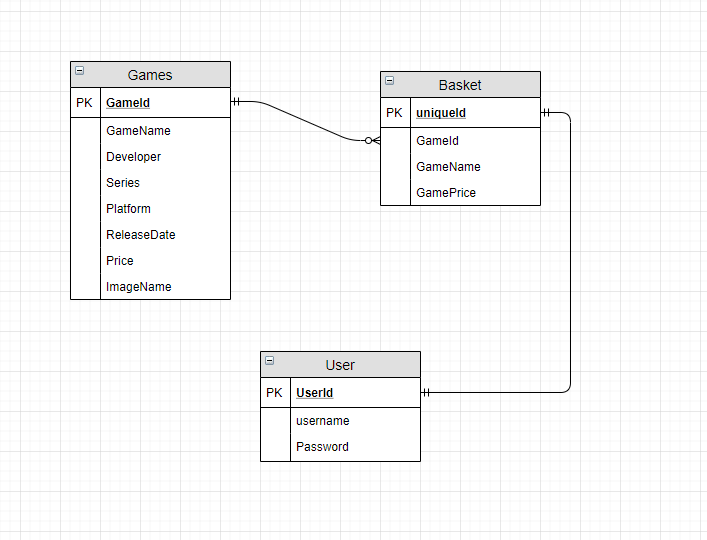 Games
PK GameId
GameName
Developer
Series
Platform
ReleaseDate
Price
ImageName
Basket
PK uniqueId
GameId
GameName
GamePrice
User
PK UserId
username
Password